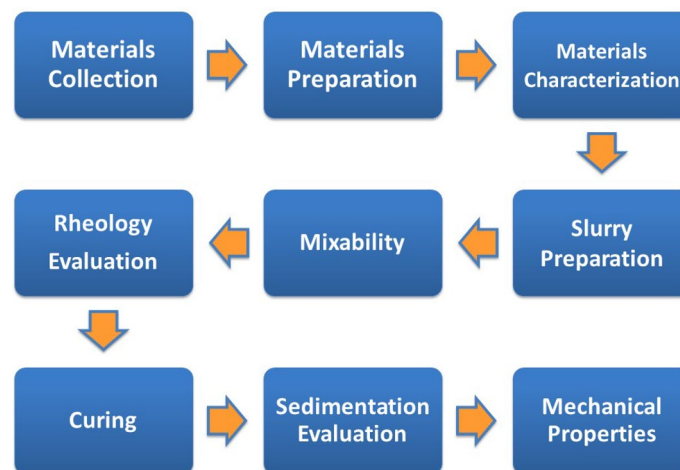 Materials
Collection
Materials
Preparation
Materials
Characterization
Slurry
Preparation
Mixability
Rheology
Evaluation
Curing
Sedimentation
Evaluation
Mechanical
Properties